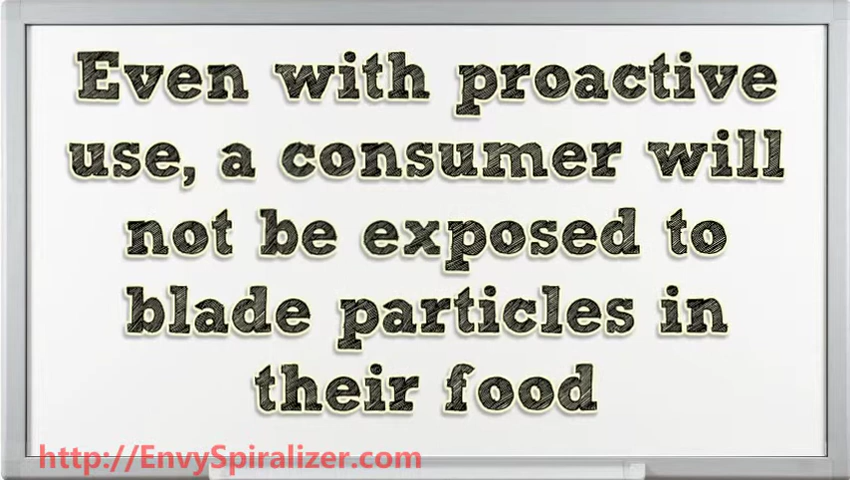 Even with proactive
use, a consumer will
not be exposed to
blade particles in
their food
http://EnvySpiralizer.com